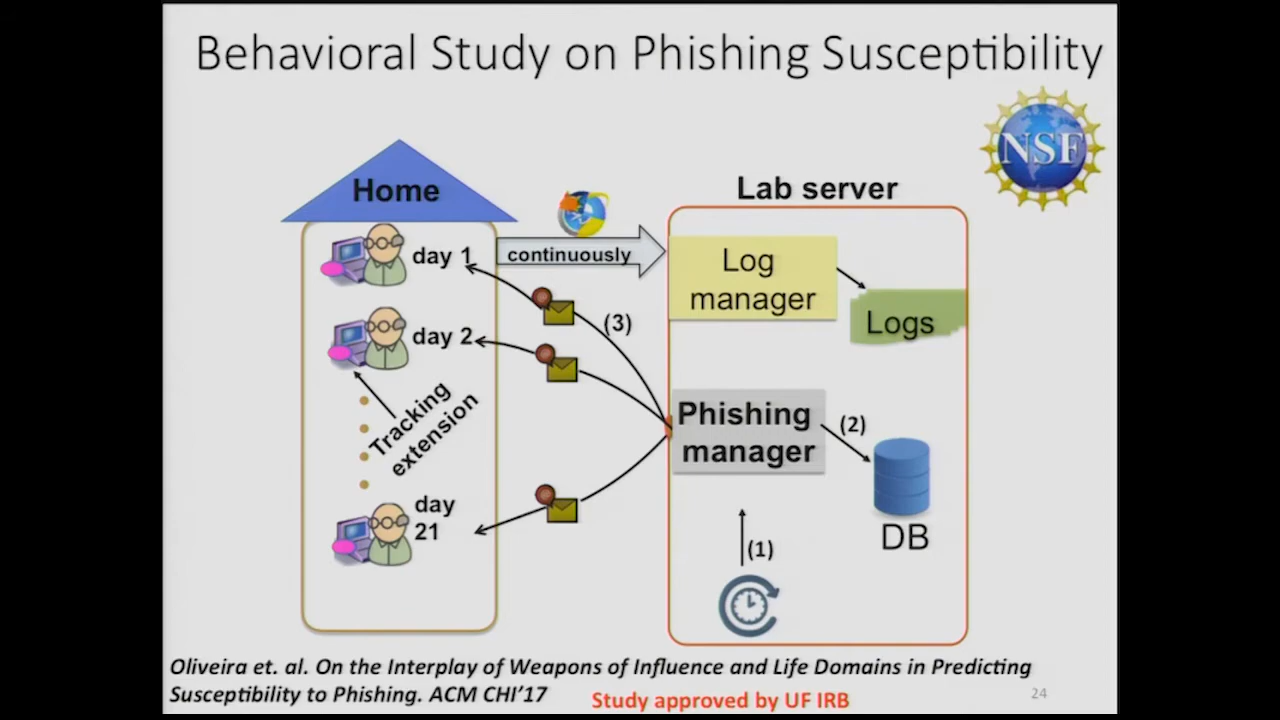 Behavioral Study on Phishing Susceptibility
NSF
Home
Lab server
day 1
continuously
Log
manager
Logs
(3)
day 2
Tracking
extension
Phishing
manager
(2)
day
21
(1)
DB
Oliveira et. al. On the Interplay of Weapons of Influence and Life Domains in Predicting
Susceptibility to Phishing. ACM CHI'17
Study approved by UF IRB
24